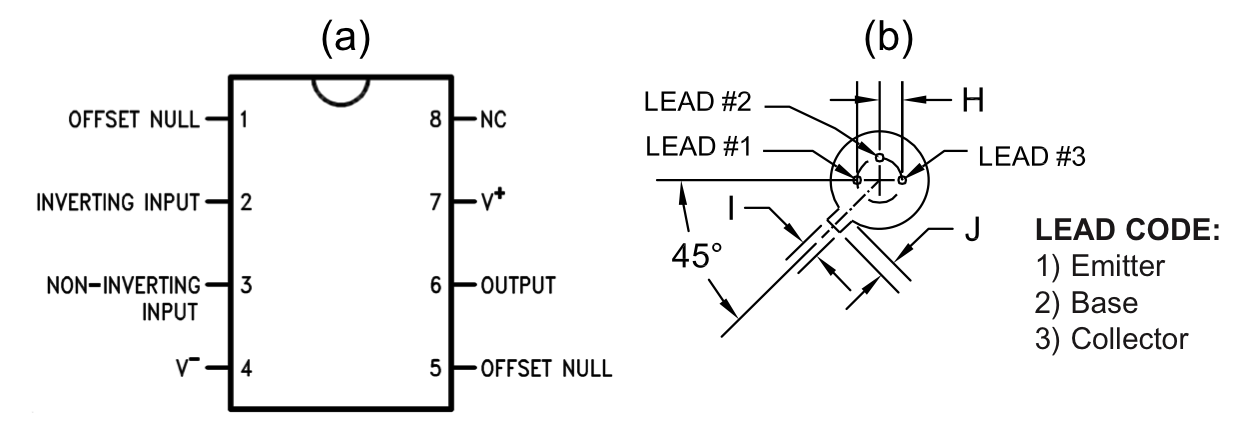 (a)
OFFSET NULL 1
8 NC
INVERTING INPUT 2
7 V+
NON-INVERTING 3
INPUT
6 OUTPUT
V− 4
5 OFFSET NULL
(b)
LEAD #2
H
LEAD #1
LEAD #3
I
J
45°
LEAD CODE:
1) Emitter
2) Base
3) Collector